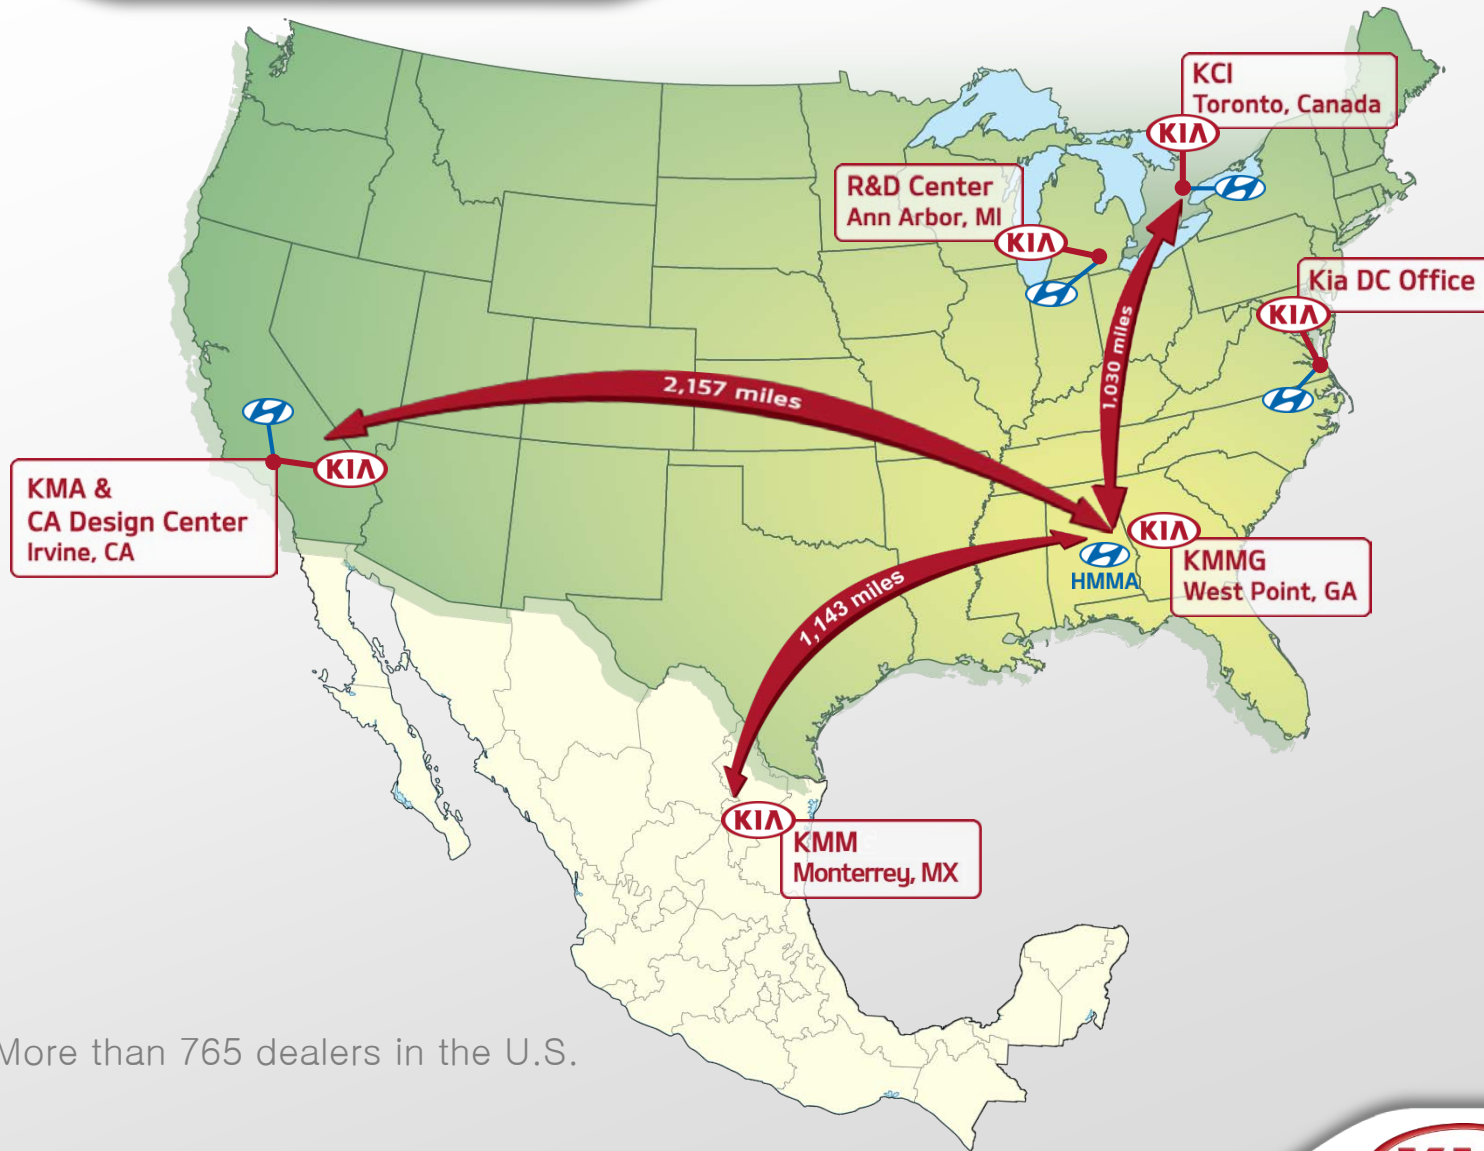 KCI
Toronto, Canada
KIA
R&D Center
Ann Arbor, MI
KIA
Kia DC Office
KIA
1,030 miles
2,157 miles
KMA &
CA Design Center
Irvine, CA
KIA
KIA
HMMA
KMMG
West Point, GA
1,143 miles
KIA
KMM
Monterrey, MX
More than 765 dealers in the U.S.